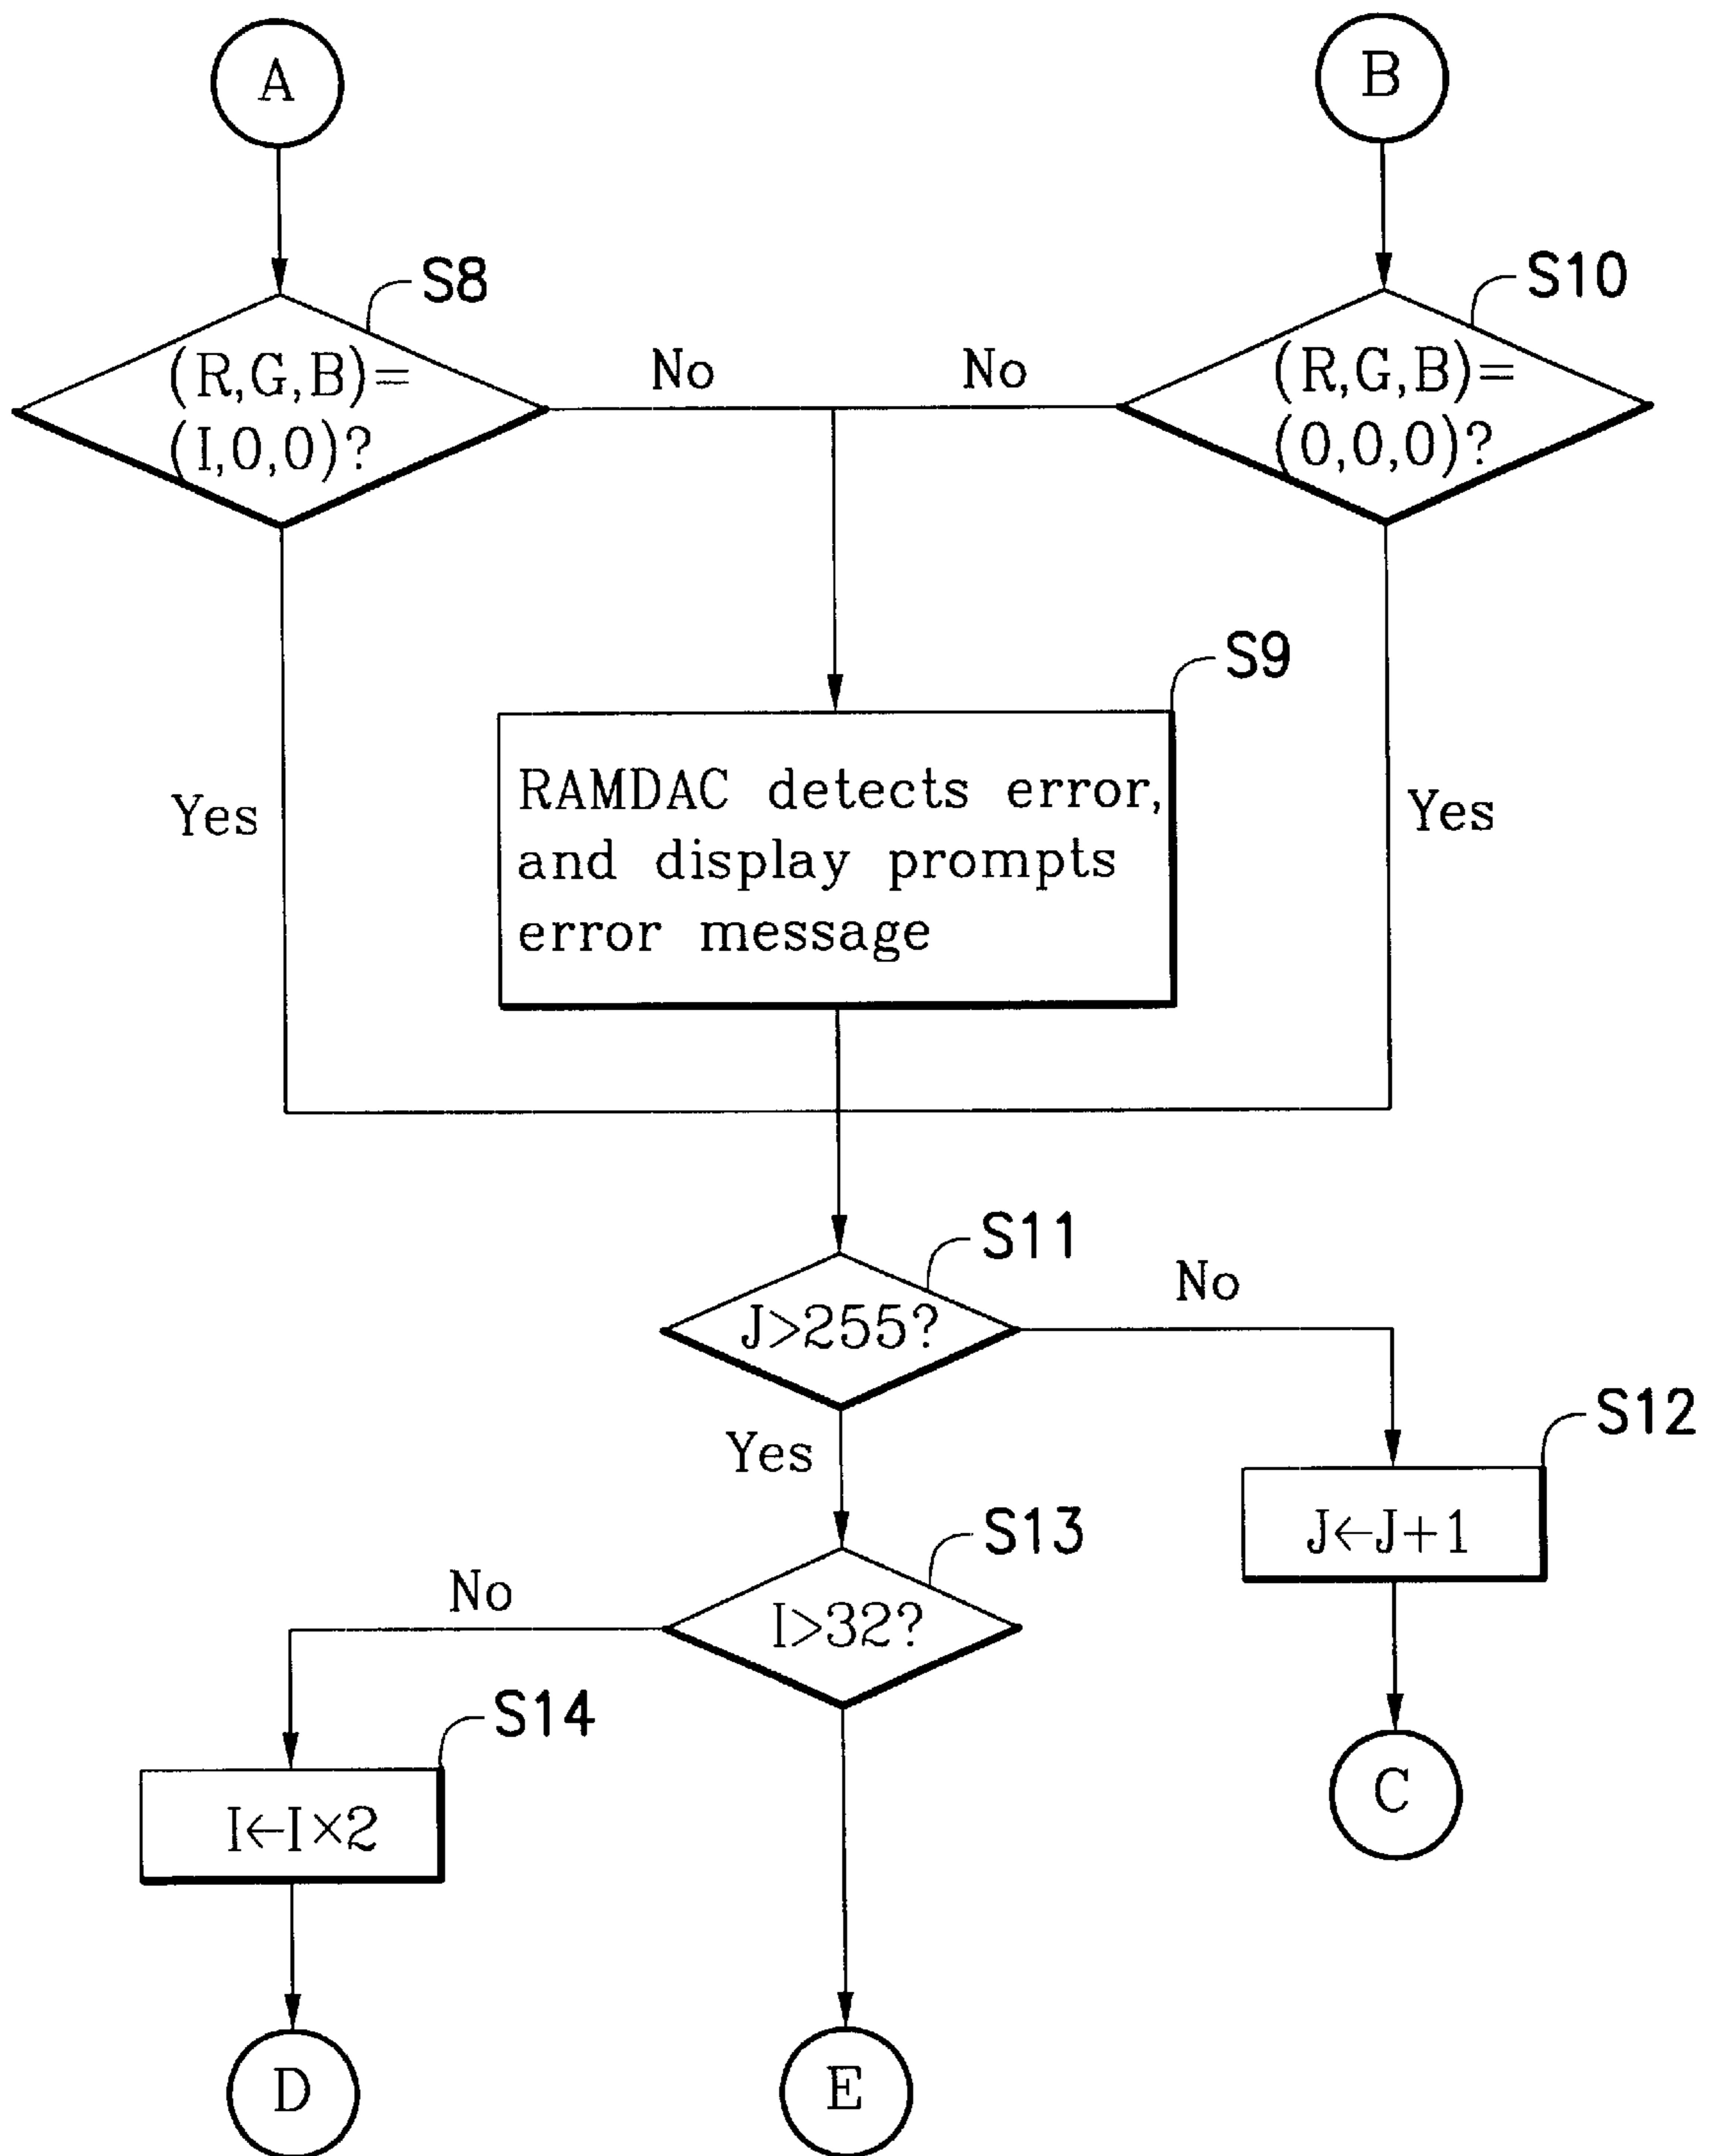 A
B
S8
S10
(R,G,B)=
(I,0,0)?
No
No
(R,G,B)=
(0,0,0)?
S9
RAMDAC detects error,
and display prompts
error message
Yes
Yes
S11
J>255?
No
S12
Yes
J←J+1
S13
I>32?
No
S14
I←I×2
C
D
E